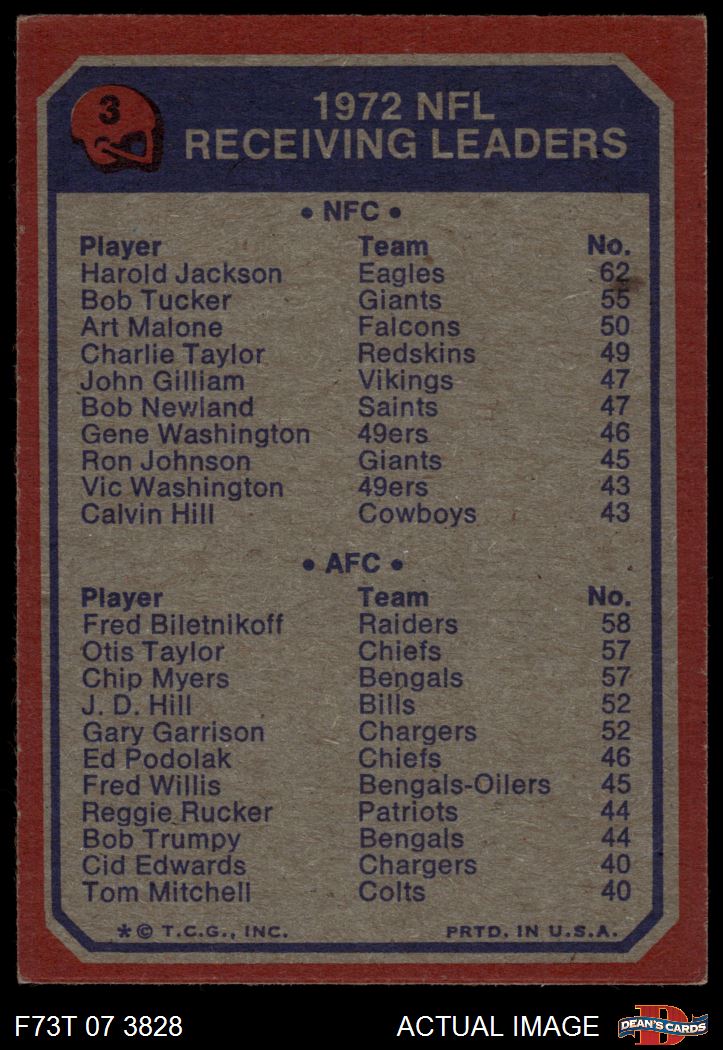 3
1972 NFL
RECEIVING LEADERS
• NFC •
Player Team No.
Harold Jackson Eagles 62
Bob Tucker Giants 55
Art Malone Falcons 50
Charlie Taylor Redskins 49
John Gilliam Vikings 47
Bob Newland Saints 47
Gene Washington 49ers 46
Ron Johnson Giants 45
Vic Washington 49ers 43
Calvin Hill Cowboys 43
• AFC •
Player Team No.
Fred Biletnikoff Raiders 58
Otis Taylor Chiefs 57
Chip Myers Bengals 57
J. D. Hill Bills 52
Gary Garrison Chargers 52
Ed Podolak Chiefs 46
Fred Willis Bengals-Oilers 45
Reggie Rucker Patriots 44
Bob Trumpy Bengals 44
Cid Edwards Chargers 40
Tom Mitchell Colts 40
*© T.C.G., INC. PRTD. IN U.S.A.
F73T 07 3828 ACTUAL IMAGE D DEAN'S CARDS